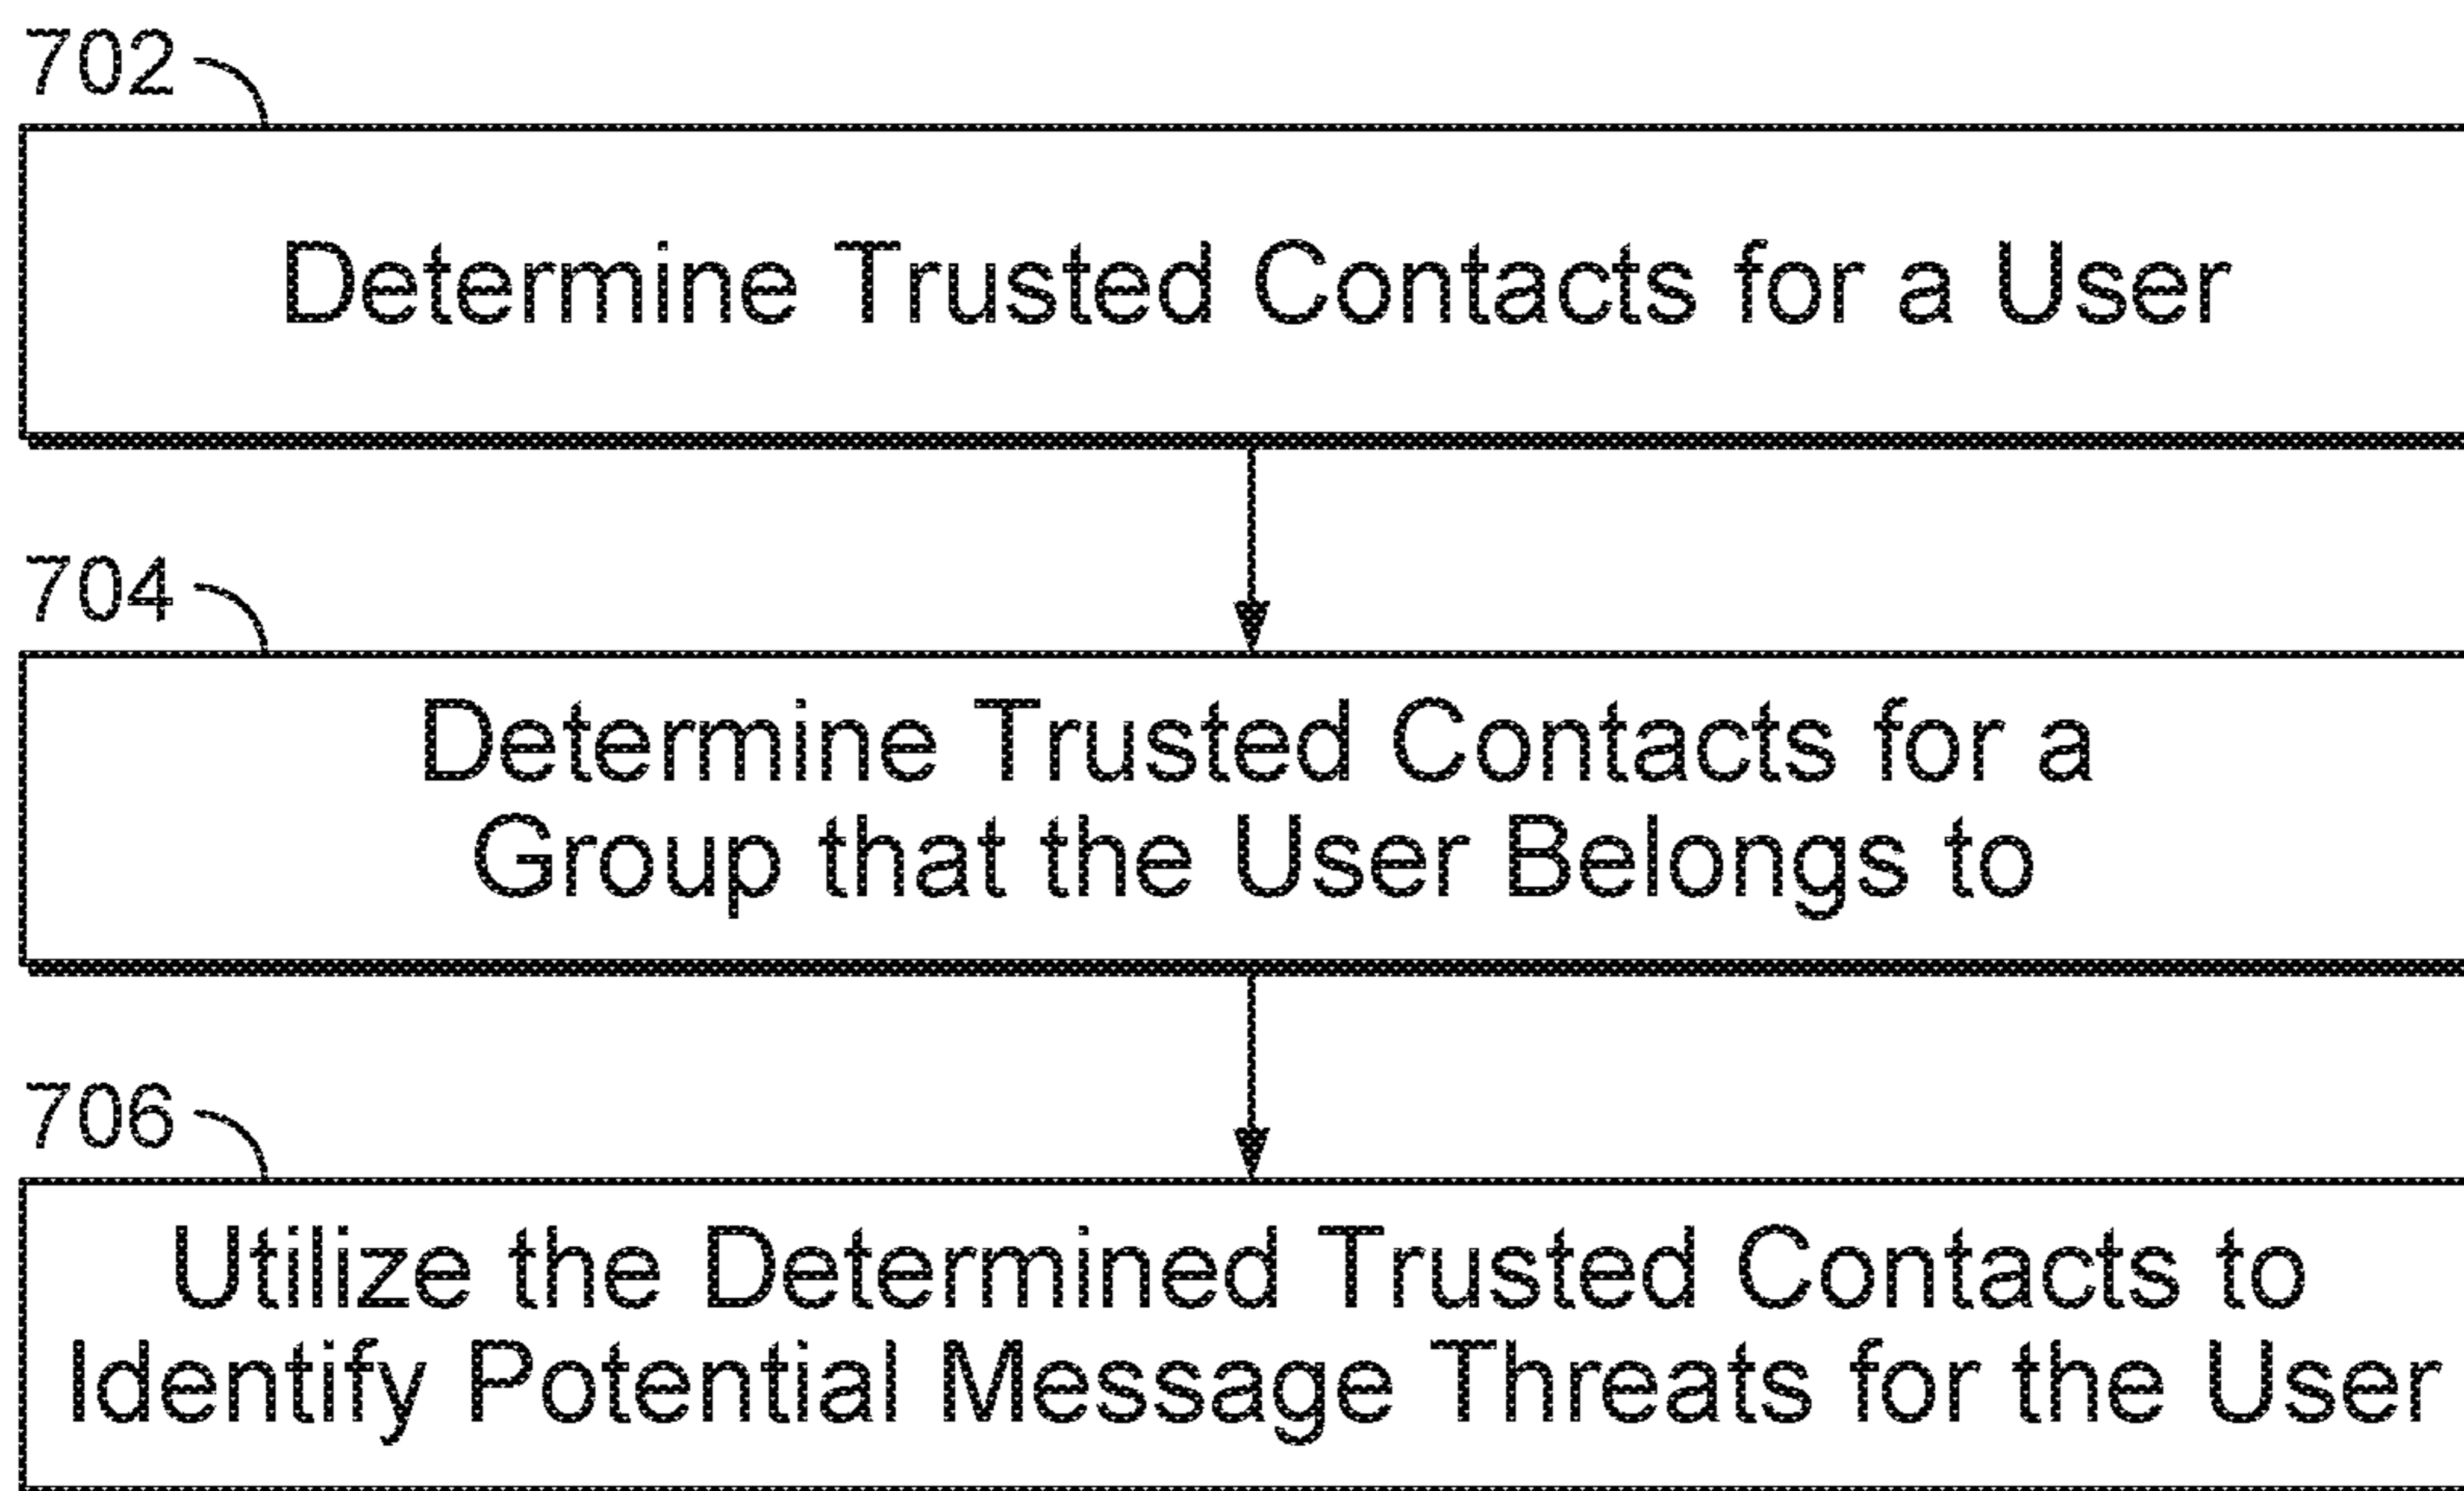 702
Determine Trusted Contacts for a User
704
Determine Trusted Contacts for a
Group that the User Belongs to
706
Utilize the Determined Trusted Contacts to
Identify Potential Message Threats for the User